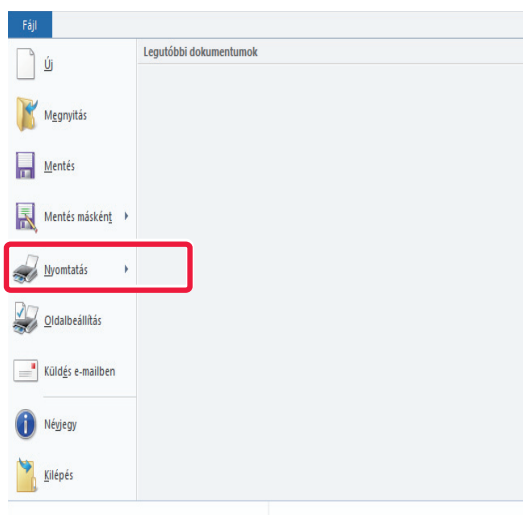 Fájl
Legutóbbi dokumentumok
Új
Megnyitás
Mentés
Mentés másként
Nyomtatás
Oldalbeállítás
Küldés e-mailben
Névjegy
Kilépés